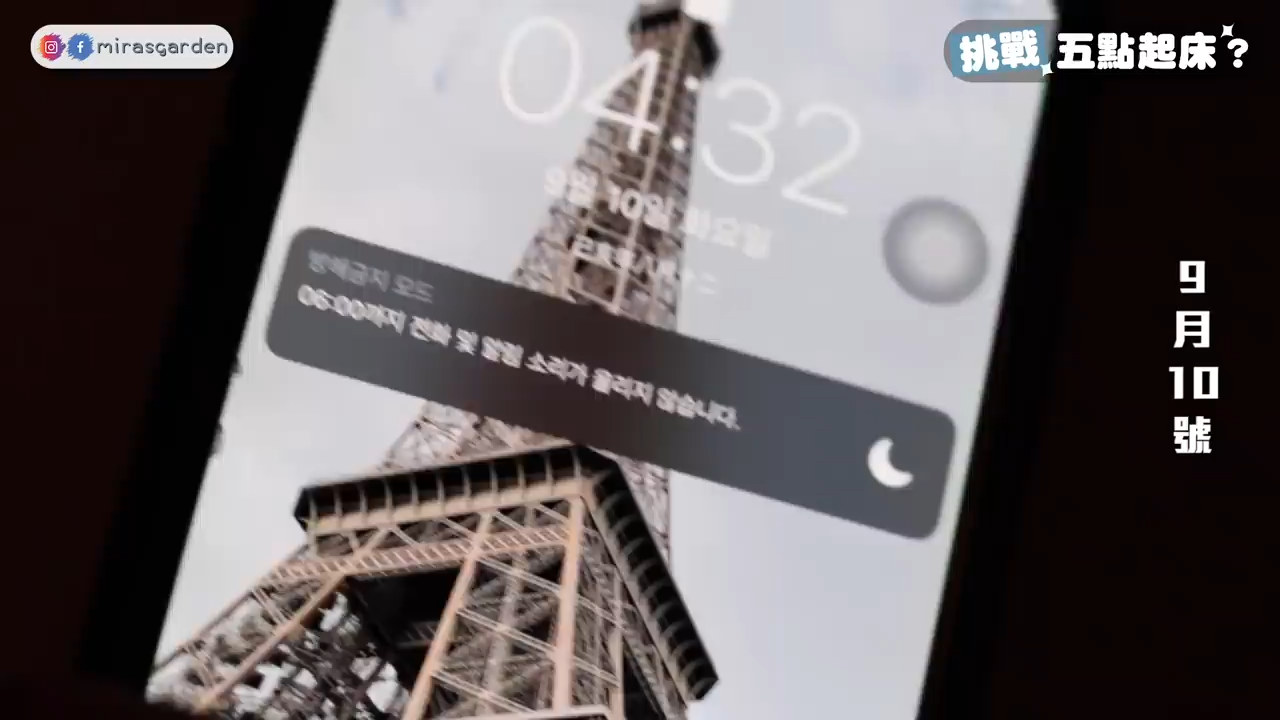 mirasgarden
挑戰 五點起床?
04:32
9월 10일 화요일
방해금지 모드
06:00까지 전화 및 알림 소리가 울리지 않습니다.
9
月
10
號